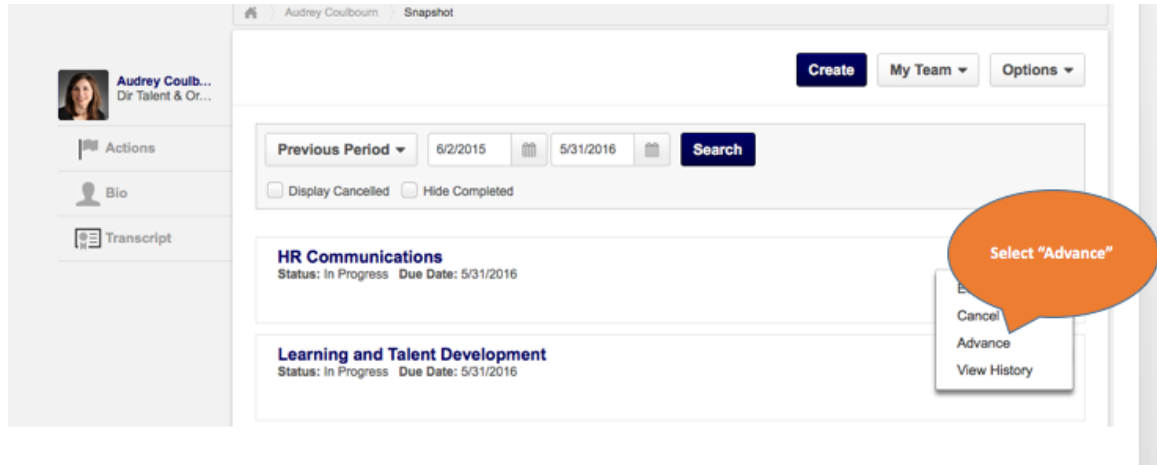 Audrey Coulbourn Snapshot
Audrey Coulb...
Dir Talent & Or...
Actions
Bio
Transcript
Create My Team Options
Previous Period 6/2/2015 5/31/2016 Search
Display Cancelled Hide Completed
HR Communications
Status: In Progress Due Date: 5/31/2016
Learning and Talent Development
Status: In Progress Due Date: 5/31/2016
Select “Advance”
Cancel
Advance
View History